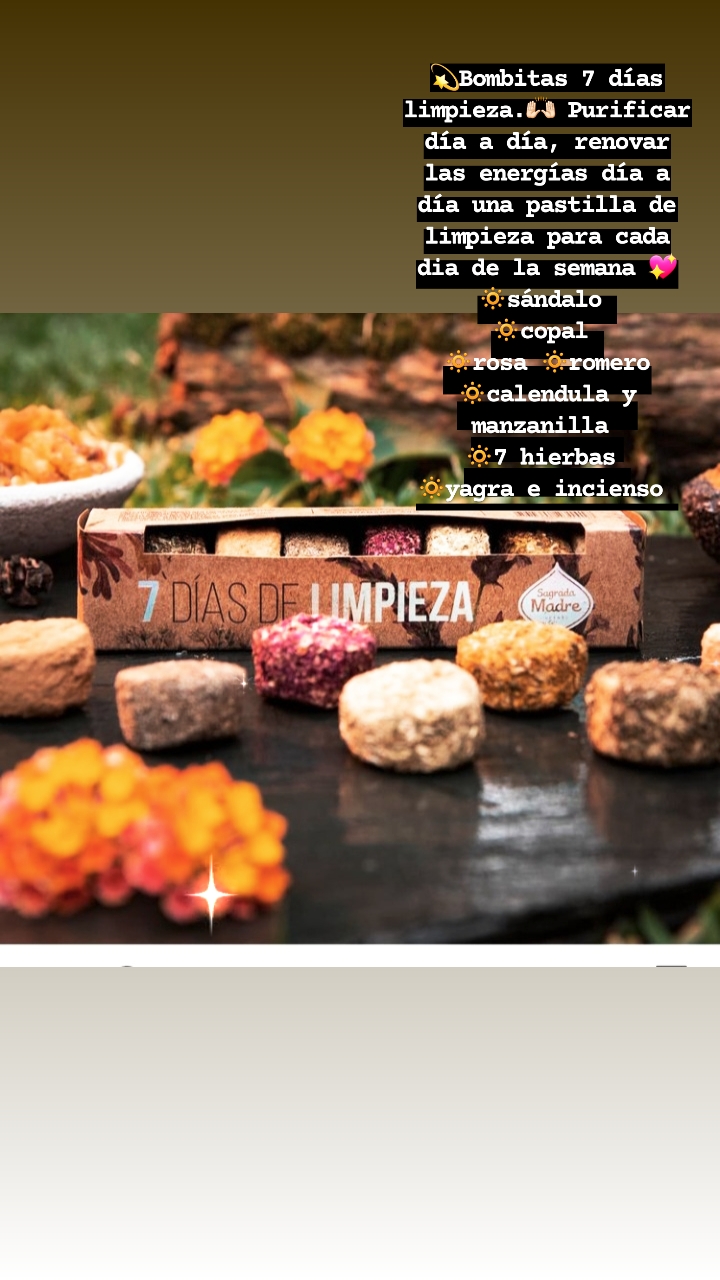 💫Bombitas 7 días
limpieza.🙌🏻 Purificar
día a día, renovar
las energías día a
día una pastilla de
limpieza para cada
dia de la semana 💖
🔅sándalo
🔅copal
🔅rosa 🔅romero
🔅calendula y
manzanilla
🔅7 hierbas
🔅yagra e incienso
7 DÍAS DE LIMPIEZA
Sagrada
Madre